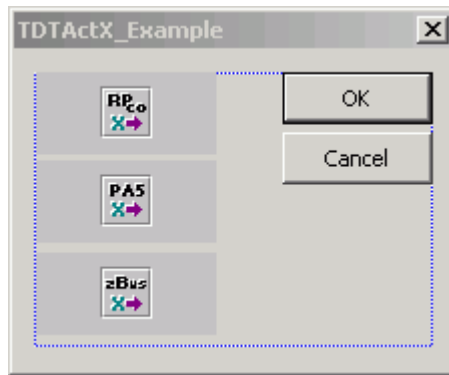 TDTActX_Example
RPco
X
OK
PA5
X
Cancel
zBus
X